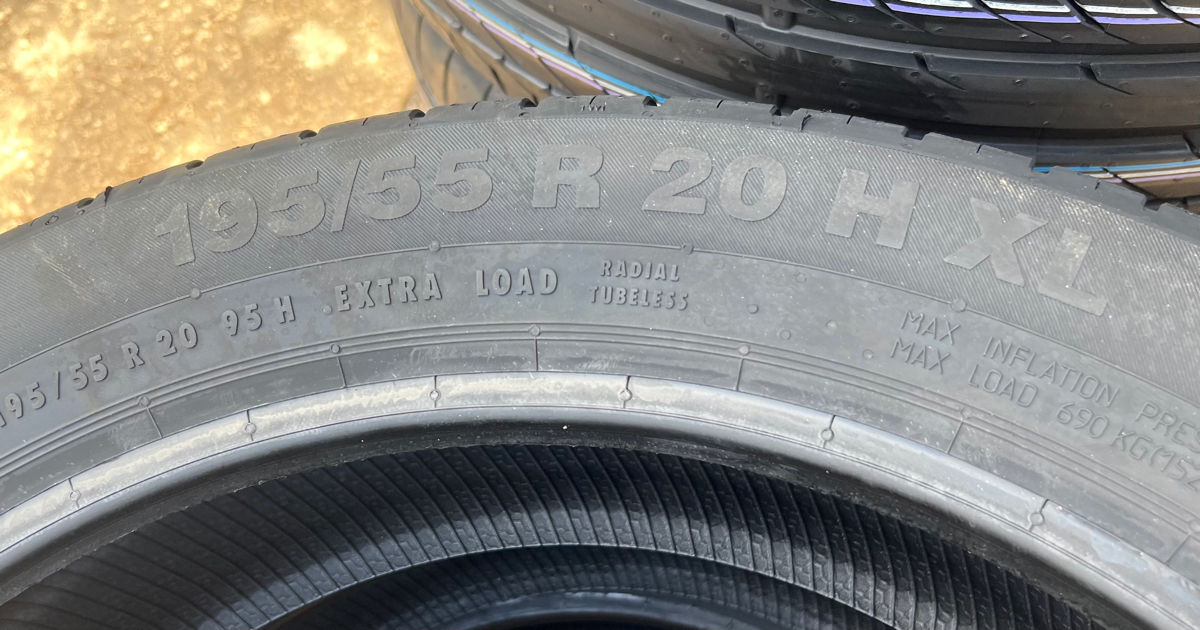 195/55 R 20 H XL
195/55 R 20 95 H .EXTRA LOAD
RADIAL
TUBELESS
MAX INFLATION
MAX LOAD 690 KG